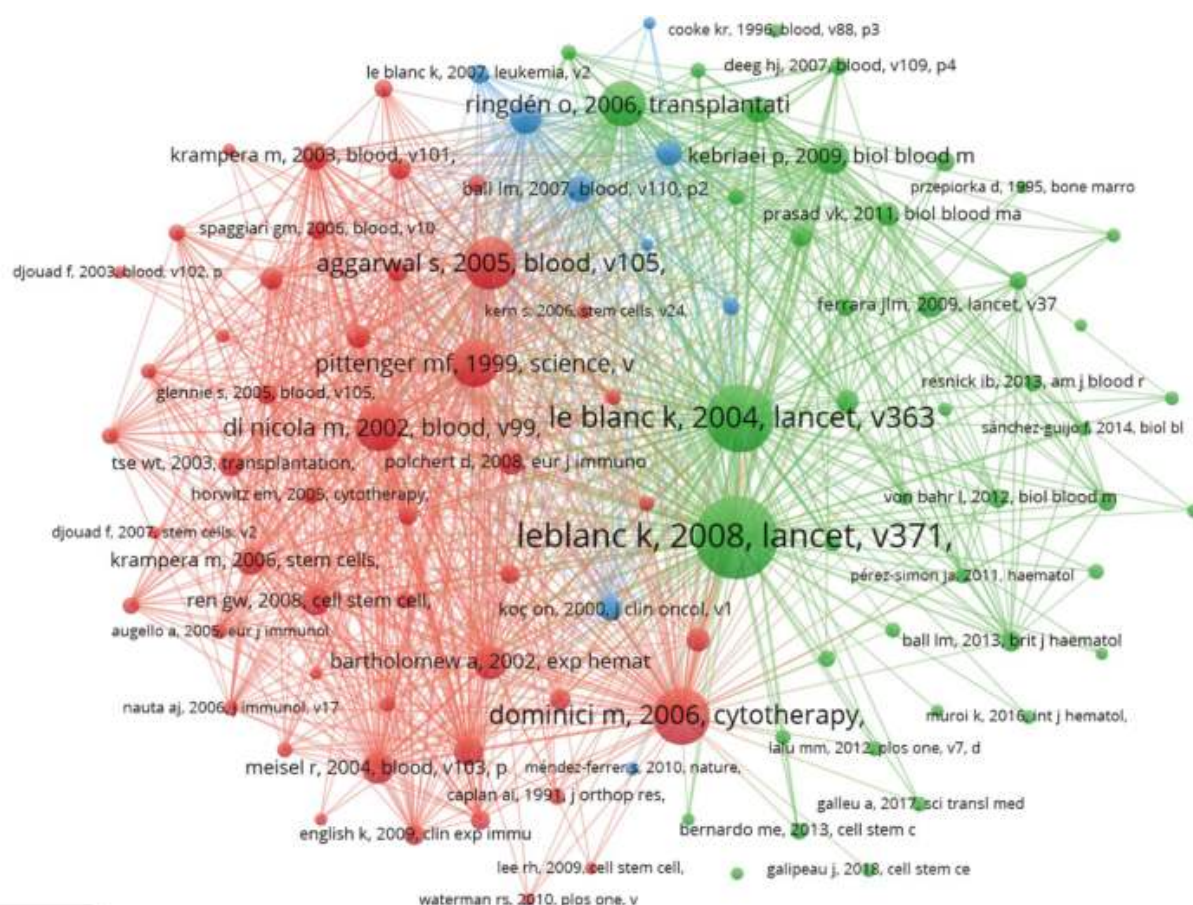 cooke kr, 1996, blood, v88, p3
deeg hj, 2007, blood, v109, p4
le blanc k, 2007, leukemia, v2
ringdén o, 2006, transplantati
krampera m, 2003, blood, v101,
kebriaei p, 2009, biol blood m
ball lm, 2007, blood, v110, p2
przepiorka d, 1995, bone marro
prasad vk, 2011, biol blood ma
spaggiari gm, 2006, blood, v10
aggarwal s, 2005, blood, v105,
djouad f, 2003, blood, v102, p
ferrara jlm, 2009, lancet, v37
kern s, 2006, stem cells, v24,
pittenger mf, 1999, science, v
resnick ib, 2013, am j blood r
glennie s, 2005, blood, v105,
le blanc k, 2004, lancet, v363
di nicola m, 2002, blood, v99,
sánchez-guijo f, 2014, biol bl
tse wt, 2003, transplantation,
polchert d, 2008, eur j immuno
horwitz em, 2005, cytotherapy,
von bahr l, 2012, biol blood m
djouad f, 2007, stem cells, v2
leblanc k, 2008, lancet, v371,
krampera m, 2006, stem cells,
pérez-simon ja, 2011, haematol
ren gw, 2008, cell stem cell,
koç on, 2000, j clin oncol, v1
augello a, 2005, eur j immunol
ball lm, 2013, brit j haematol
bartholomew a, 2002, exp hemat
nauta aj, 2006, j immunol, v17
dominici m, 2006, cytotherapy,
muroi k, 2016, int j hematol,
lalu mm, 2012, plos one, v7, d
meisel r, 2004, blood, v103, p
méndez-ferrer s, 2010, nature,
caplan ai, 1991, j orthop res,
galleu a, 2017, sci transl med
english k, 2009, clin exp immu
bernardo me, 2013, cell stem c
lee rh, 2009, cell stem cell,
galipeau j, 2018, cell stem ce
waterman rs, 2010, plos one, v